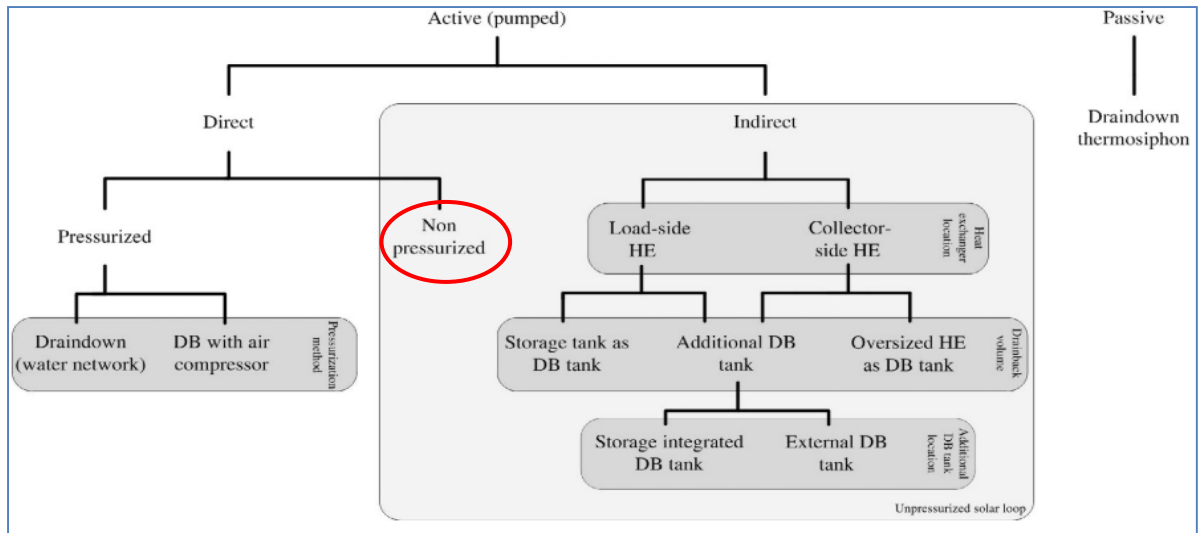 Active (pumped)
Passive
Direct
Indirect
Draindown
thermosiphon
Pressurized
Non
pressurized
Load-side
HE
Collector-
side HE
Heat
exchanger
location
Draindown
(water network)
DB with air
compressor
Pressurization
method
Storage tank as
DB tank
Additional DB
tank
Oversized HE
as DB tank
Drainback
volume
Storage integrated
DB tank
External DB
tank
Additional
DB tank
location
Unpressurized solar loop